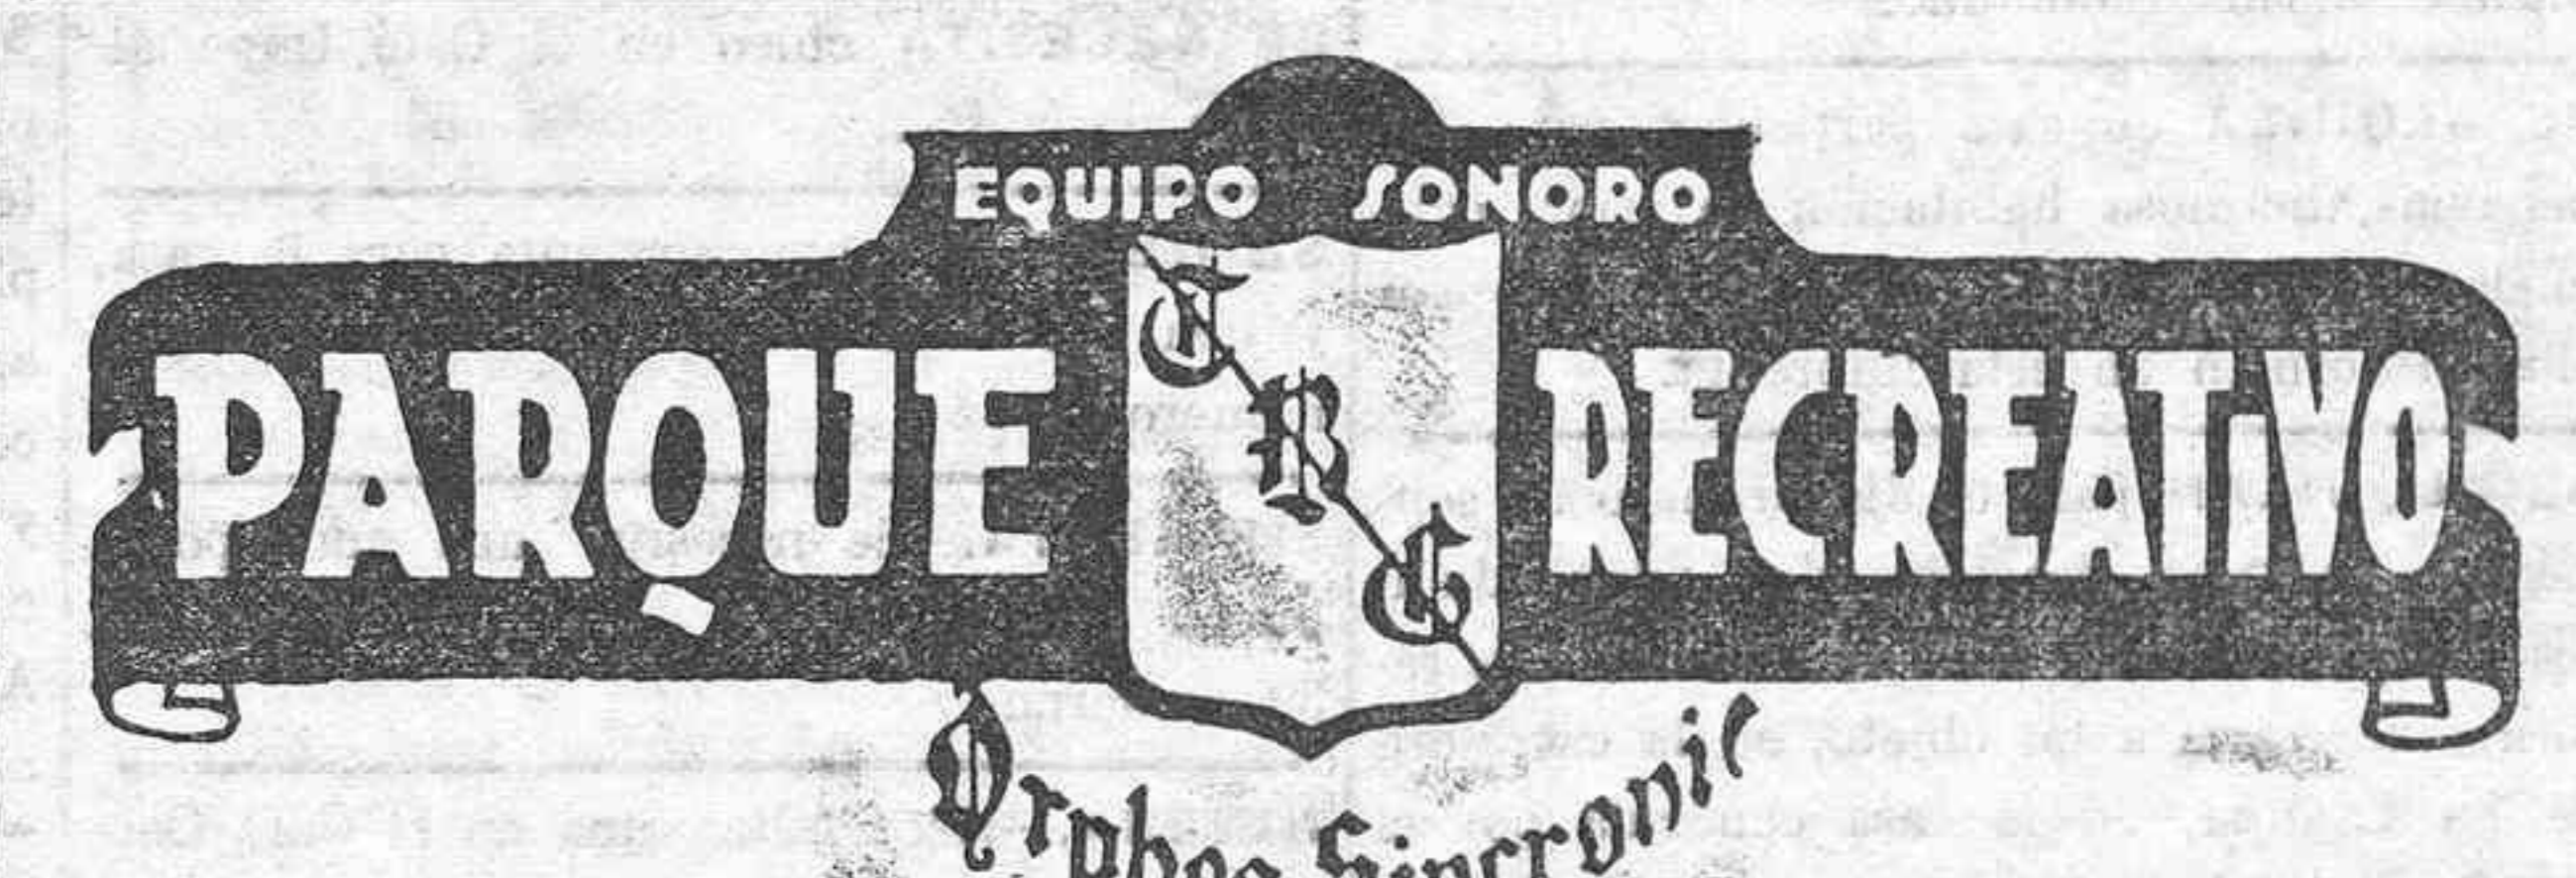 EQUIPO SONORO
PARQUE RECREATiVO
T
R
G
Orphea Sincronic